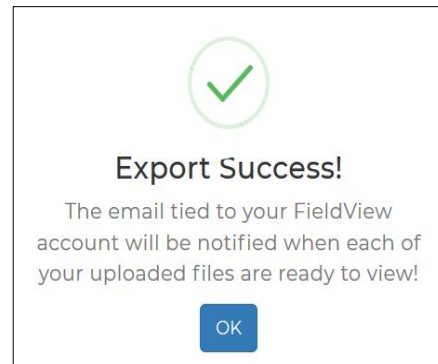 Export Success!
The email tied to your FieldView
account will be notified when each of
your uploaded files are ready to view!
OK